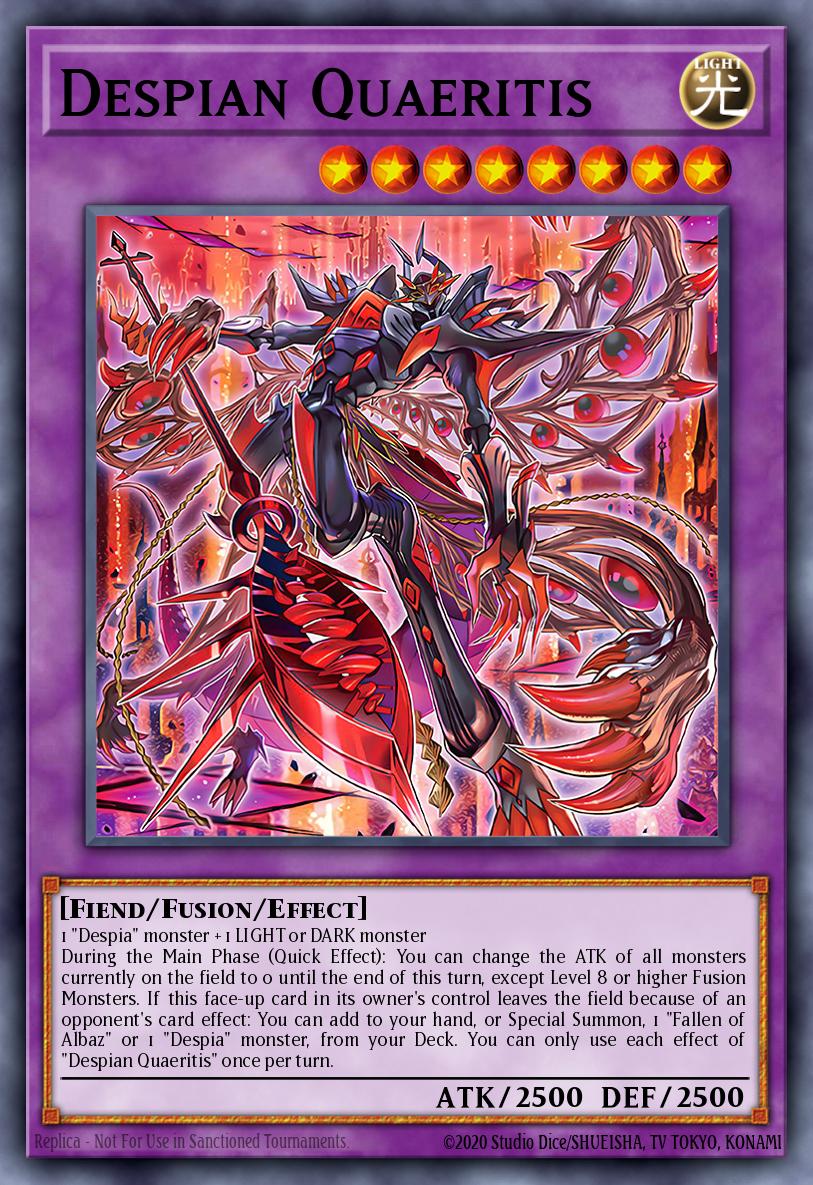 Despian Quaeritis
LIGHT
光
[Fiend/Fusion/Effect]
1 "Despia" monster + 1 LIGHT or DARK monster
During the Main Phase (Quick Effect): You can change the ATK of all monsters
currently on the field to 0 until the end of this turn, except Level 8 or higher Fusion
Monsters. If this face-up card in its owner's control leaves the field because of an
opponent's card effect: You can add to your hand, or Special Summon, 1 "Fallen of
Albaz" or 1 "Despia" monster, from your Deck. You can only use each effect of
"Despian Quaeritis" once per turn.
ATK/2500 DEF/2500
Replica - Not For Use in Sanctioned Tournaments.
©2020 Studio Dice/SHUEISHA, TV TOKYO, KONAMI